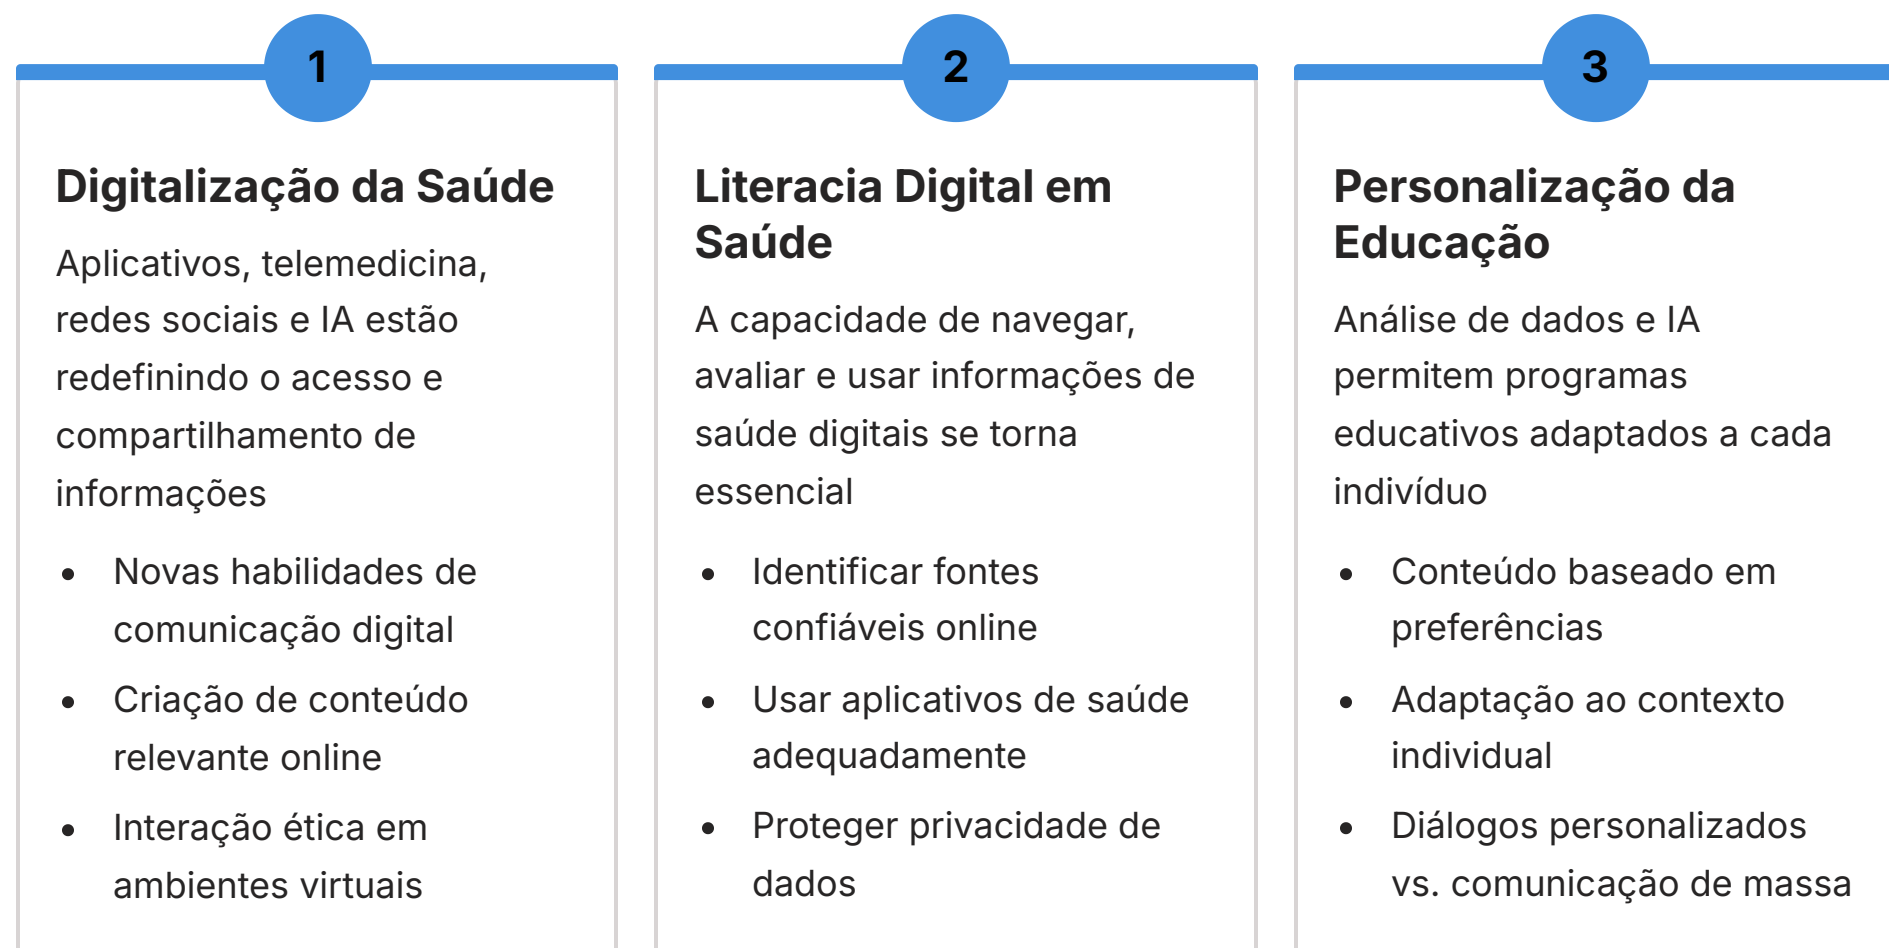 1
Digitalização da Saúde
Aplicativos, telemedicina,
redes sociais e IA estão
redefinindo o acesso e
compartilhamento de
informações
• Novas habilidades de
comunicação digital
• Criação de conteúdo
relevante online
• Interação ética em
ambientes virtuais
2
Literacia Digital em
Saúde
A capacidade de navegar,
avaliar e usar informações de
saúde digitais se torna
essencial
• Identificar fontes
confiáveis online
• Usar aplicativos de saúde
adequadamente
• Proteger privacidade de
dados
3
Personalização da
Educação
Análise de dados e IA
permitem programas
educativos adaptados a cada
indivíduo
• Conteúdo baseado em
preferências
• Adaptação ao contexto
individual
• Diálogos personalizados
vs. comunicação de massa